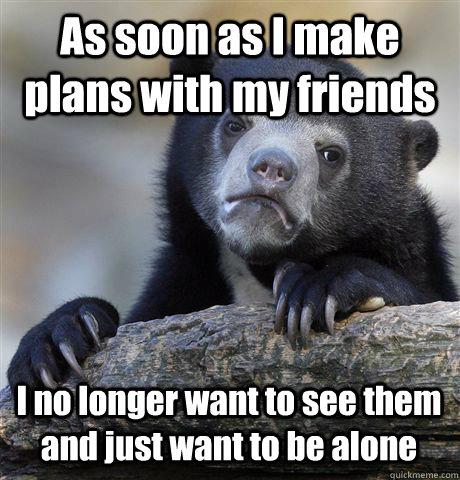 As soon as I make
plans with my friends
I no longer want to see them
and just want to be alone
quickmeme.com